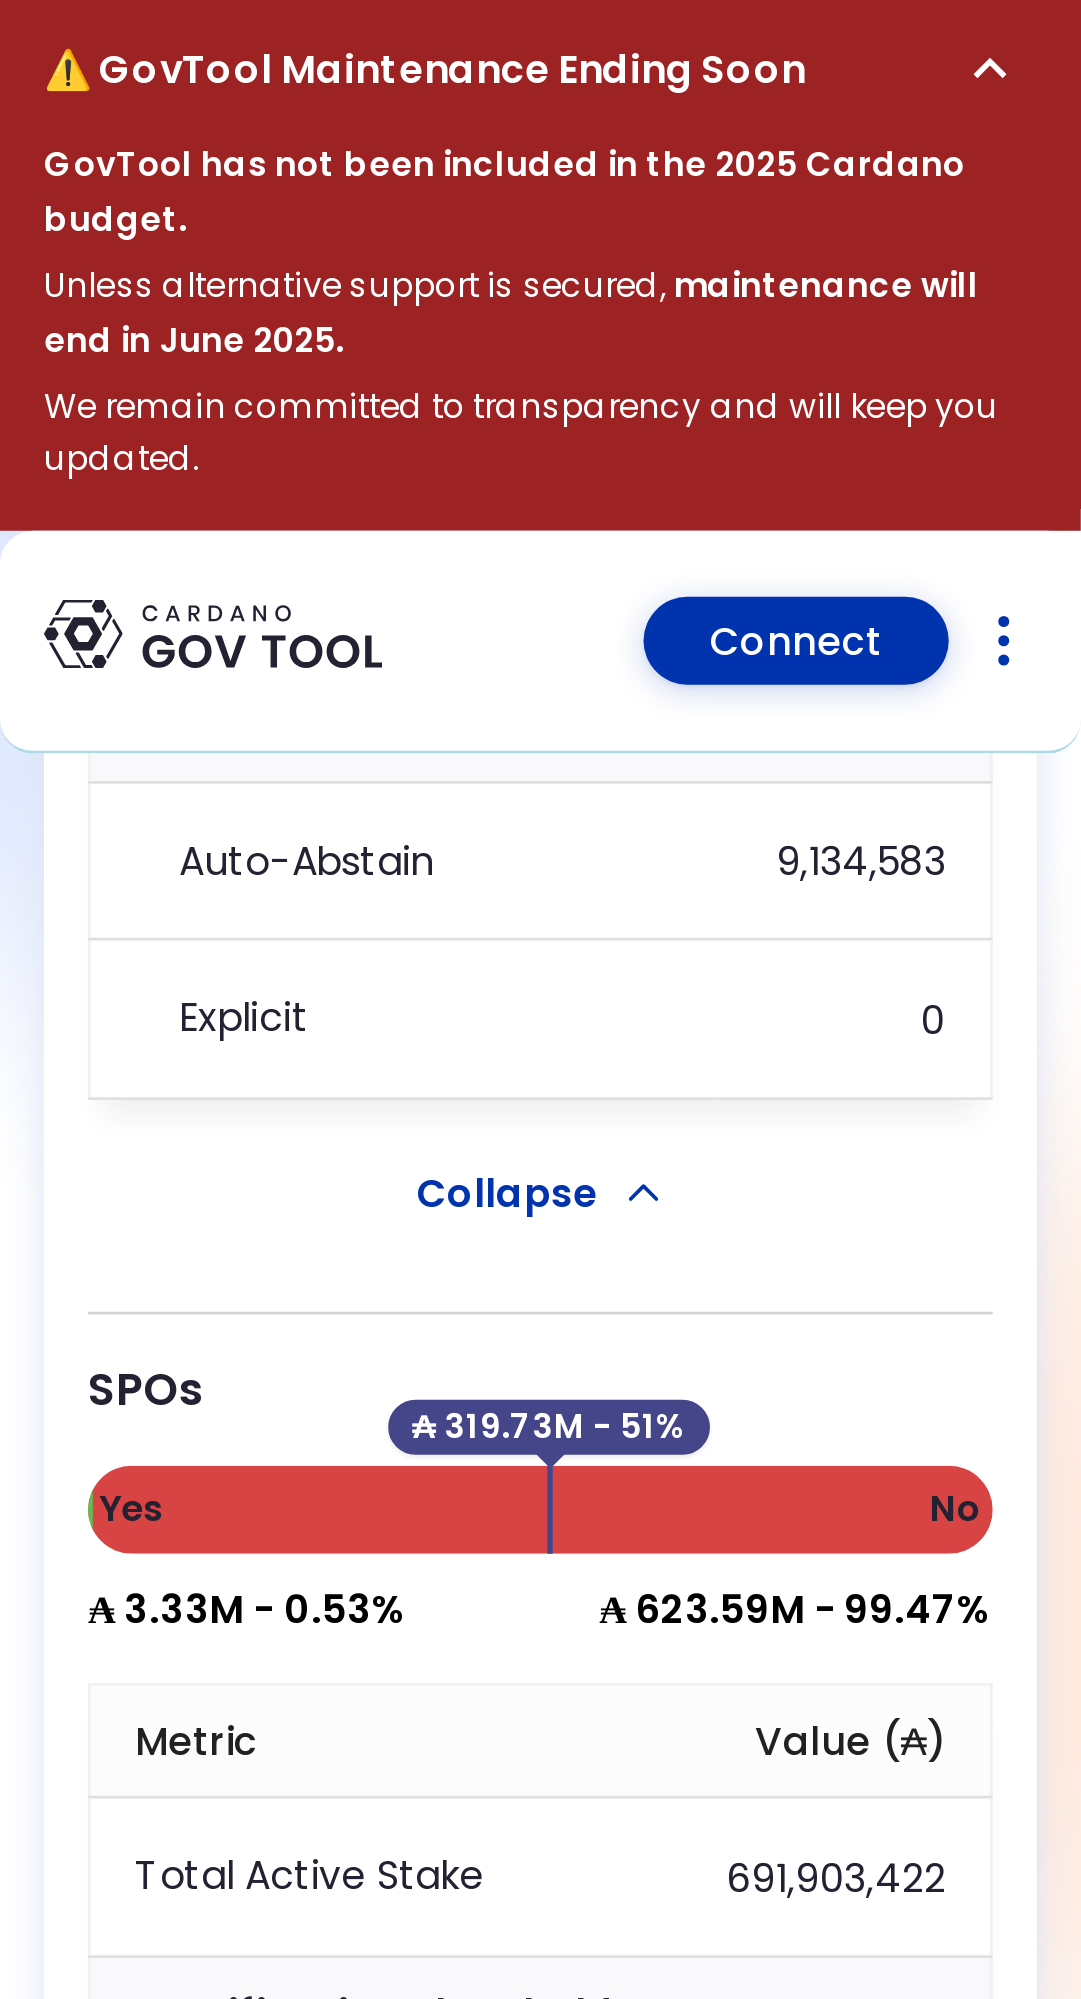 ⚠️ GovTool Maintenance Ending Soon
GovTool has not been included in the 2025 Cardano
budget.
Unless alternative support is secured, maintenance will
end in June 2025.
We remain committed to transparency and will keep you
updated.
CARDANO
GOV TOOL
Connect
Auto-Abstain 9,134,583
Explicit 0
Collapse
SPOs
₳ 319.73M - 51%
Yes No
₳ 3.33M - 0.53% ₳ 623.59M - 99.47%
Metric Value (₳)
Total Active Stake 691,903,422